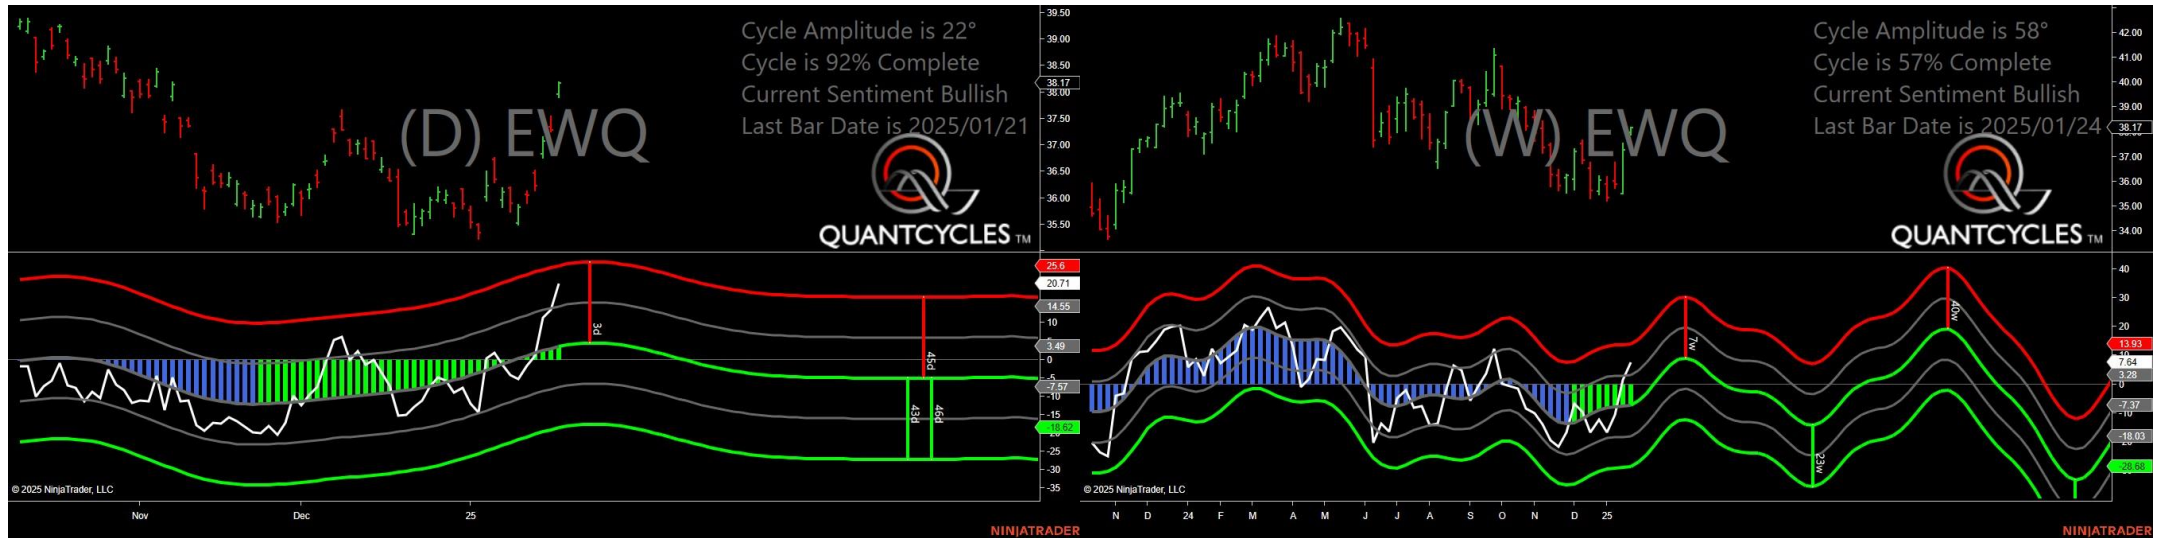 Cycle Amplitude is 22°
Cycle is 92% Complete
Current Sentiment Bullish
Last Bar Date is 2025/01/21
(D) EWQ
QUANTCYCLES TM
39.50
39.00
38.50
38.17
38.00
37.50
37.00
36.50
36.00
35.50
25.6
20.71
14.55
10
3.49
0
-5
-7.57
-10
-15
-18.62
-25
-30
-35
3d
45d
43d
46d
© 2025 NinjaTrader, LLC
Nov
Dec
25
NINJATRADER
Cycle Amplitude is 58°
Cycle is 57% Complete
Current Sentiment Bullish
Last Bar Date is 2025/01/24
(W) EWQ
QUANTCYCLES TM
42.00
41.00
40.00
39.00
38.17
37.00
36.00
35.00
34.00
40
30
20
13.93
7.64
3.28
0
-7.37
-10
-18.03
-28.68
7w
23w
40w
© 2025 NinjaTrader, LLC
N
D
24
F
M
A
M
J
J
A
S
O
N
D
25
NINJATRADER